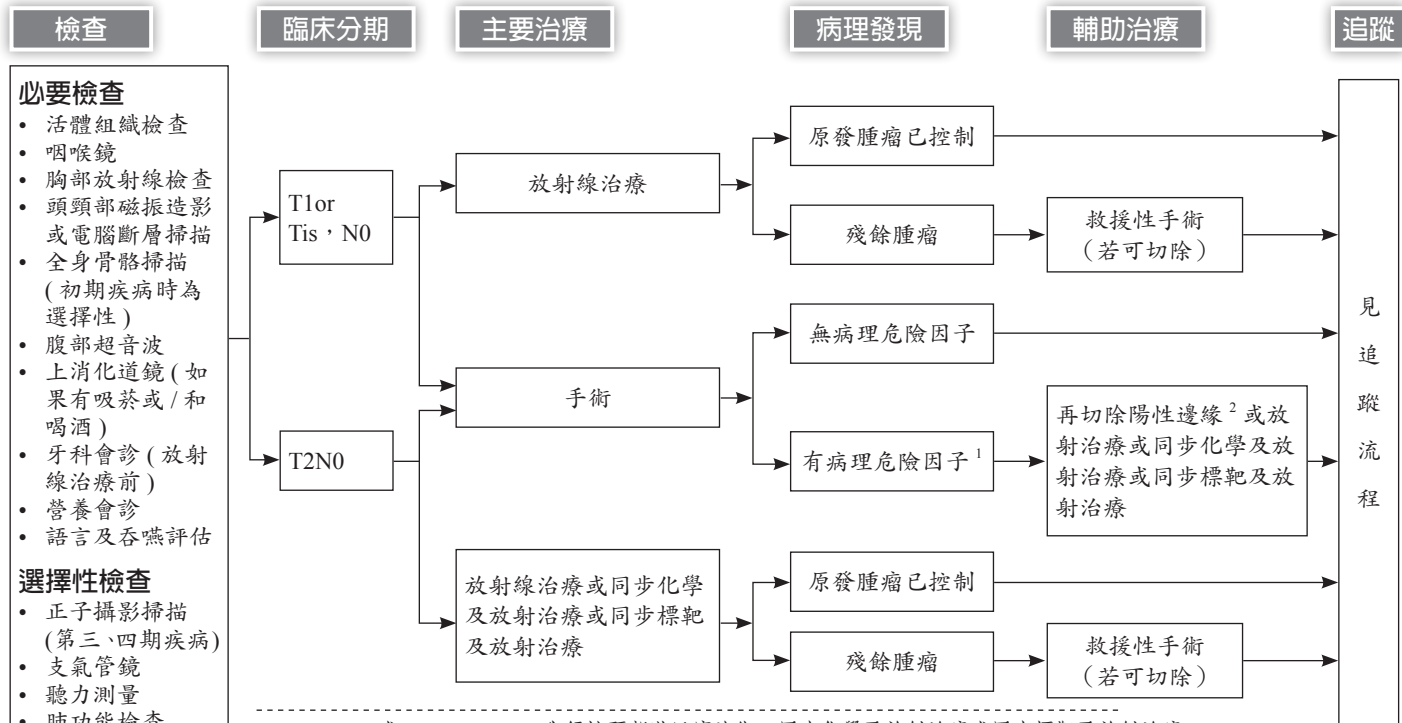 檢查
臨床分期
主要治療
病理發現
輔助治療
追蹤
必要檢查
• 活體組織檢查
• 咽喉鏡
• 胸部放射線檢查
• 頭頸部磁振造影
或電腦斷層掃描
• 全身骨骼掃描
(初期疾病時為
選擇性)
• 腹部超音波
• 上消化道鏡(如
果有吸菸或/和
喝酒)
• 牙科會診(放射
線治療前)
• 營養會診
• 語言及吞嚥評估
選擇性檢查
• 正子攝影掃描
(第三、四期疾病)
• 支氣管鏡
• 聽力測量
• 肺功能檢查
T1or
Tis，N0
T2N0
放射線治療
手術
放射線治療或同步化學
及放射治療或同步標靶
及放射治療
原發腫瘤已控制
殘餘腫瘤
救援性手術
（若可切除）
無病理危險因子
有病理危險因子1
再切除陽性邊緣2或放
射治療或同步化學及放
射治療或同步標靶及放
射治療
原發腫瘤已控制
殘餘腫瘤
救援性手術
（若可切除）
見
追
蹤
流
程